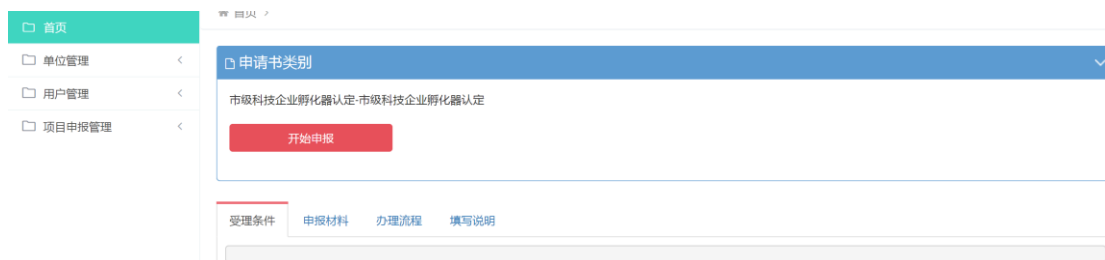 首页
首页 >
单位管理
用户管理
项目申报管理
申请书类别
市级科技企业孵化器认定-市级科技企业孵化器认定
开始申报
受理条件 申报材料 办理流程 填写说明